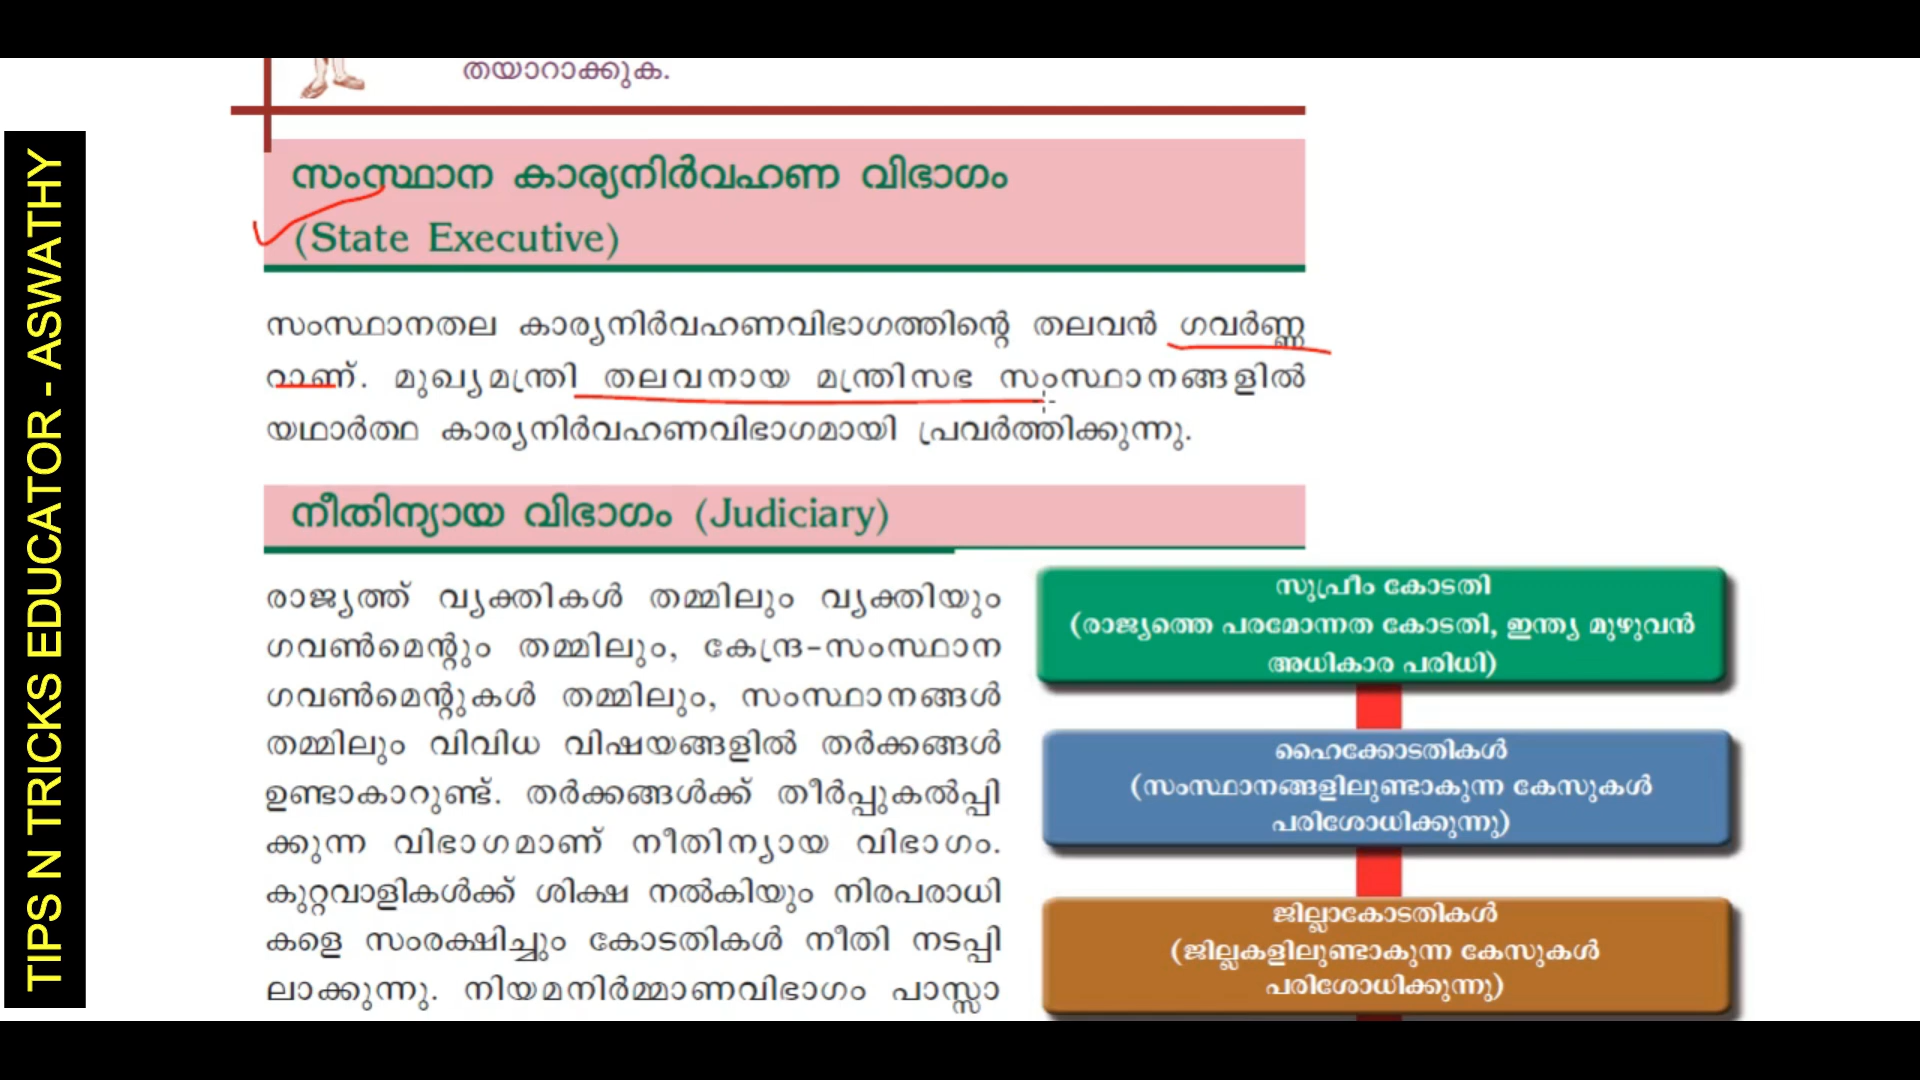 തയാറാക്കുക.
TIPS N TRICKS EDUCATOR - ASWATHY
സംസ്ഥാന കാര്യനിർവഹണ വിഭാഗം
(State Executive)
സംസ്ഥാനതല കാര്യനിർവഹണവിഭാഗത്തിന്റെ തലവൻ ഗവർണ്ണ
റാണ്. മുഖ്യമന്ത്രി തലവനായ മന്ത്രിസഭ സംസ്ഥാനങ്ങളിൽ
യഥാർത്ഥ കാര്യനിർവഹണവിഭാഗമായി പ്രവർത്തിക്കുന്നു.
നീതിന്യായ വിഭാഗം (Judiciary)
രാജ്യത്ത് വ്യക്തികൾ തമ്മിലും വ്യക്തിയും
ഗവൺമെന്റും തമ്മിലും, കേന്ദ്ര-സംസ്ഥാന
ഗവൺമെന്റുകൾ തമ്മിലും, സംസ്ഥാനങ്ങൾ
തമ്മിലും വിവിധ വിഷയങ്ങളിൽ തർക്കങ്ങൾ
ഉണ്ടാകാറുണ്ട്. തർക്കങ്ങൾക്ക് തീർപ്പുകൽപ്പി
ക്കുന്ന വിഭാഗമാണ് നീതിന്യായ വിഭാഗം.
കുറ്റവാളികൾക്ക് ശിക്ഷ നൽകിയും നിരപരാധി
കളെ സംരക്ഷിച്ചും കോടതികൾ നീതി നടപ്പി
ലാക്കുന്നു. നിയമനിർമ്മാണവിഭാഗം പാസ്സാ
സുപ്രീം കോടതി
(രാജ്യത്തെ പരമോന്നത കോടതി, ഇന്ത്യ മുഴുവൻ
അധികാര പരിധി)
ഹൈക്കോടതികൾ
(സംസ്ഥാനങ്ങളിലുണ്ടാകുന്ന കേസുകൾ
പരിശോധിക്കുന്നു)
ജില്ലാകോടതികൾ
(ജില്ലകളിലുണ്ടാകുന്ന കേസുകൾ
പരിശോധിക്കുന്നു)